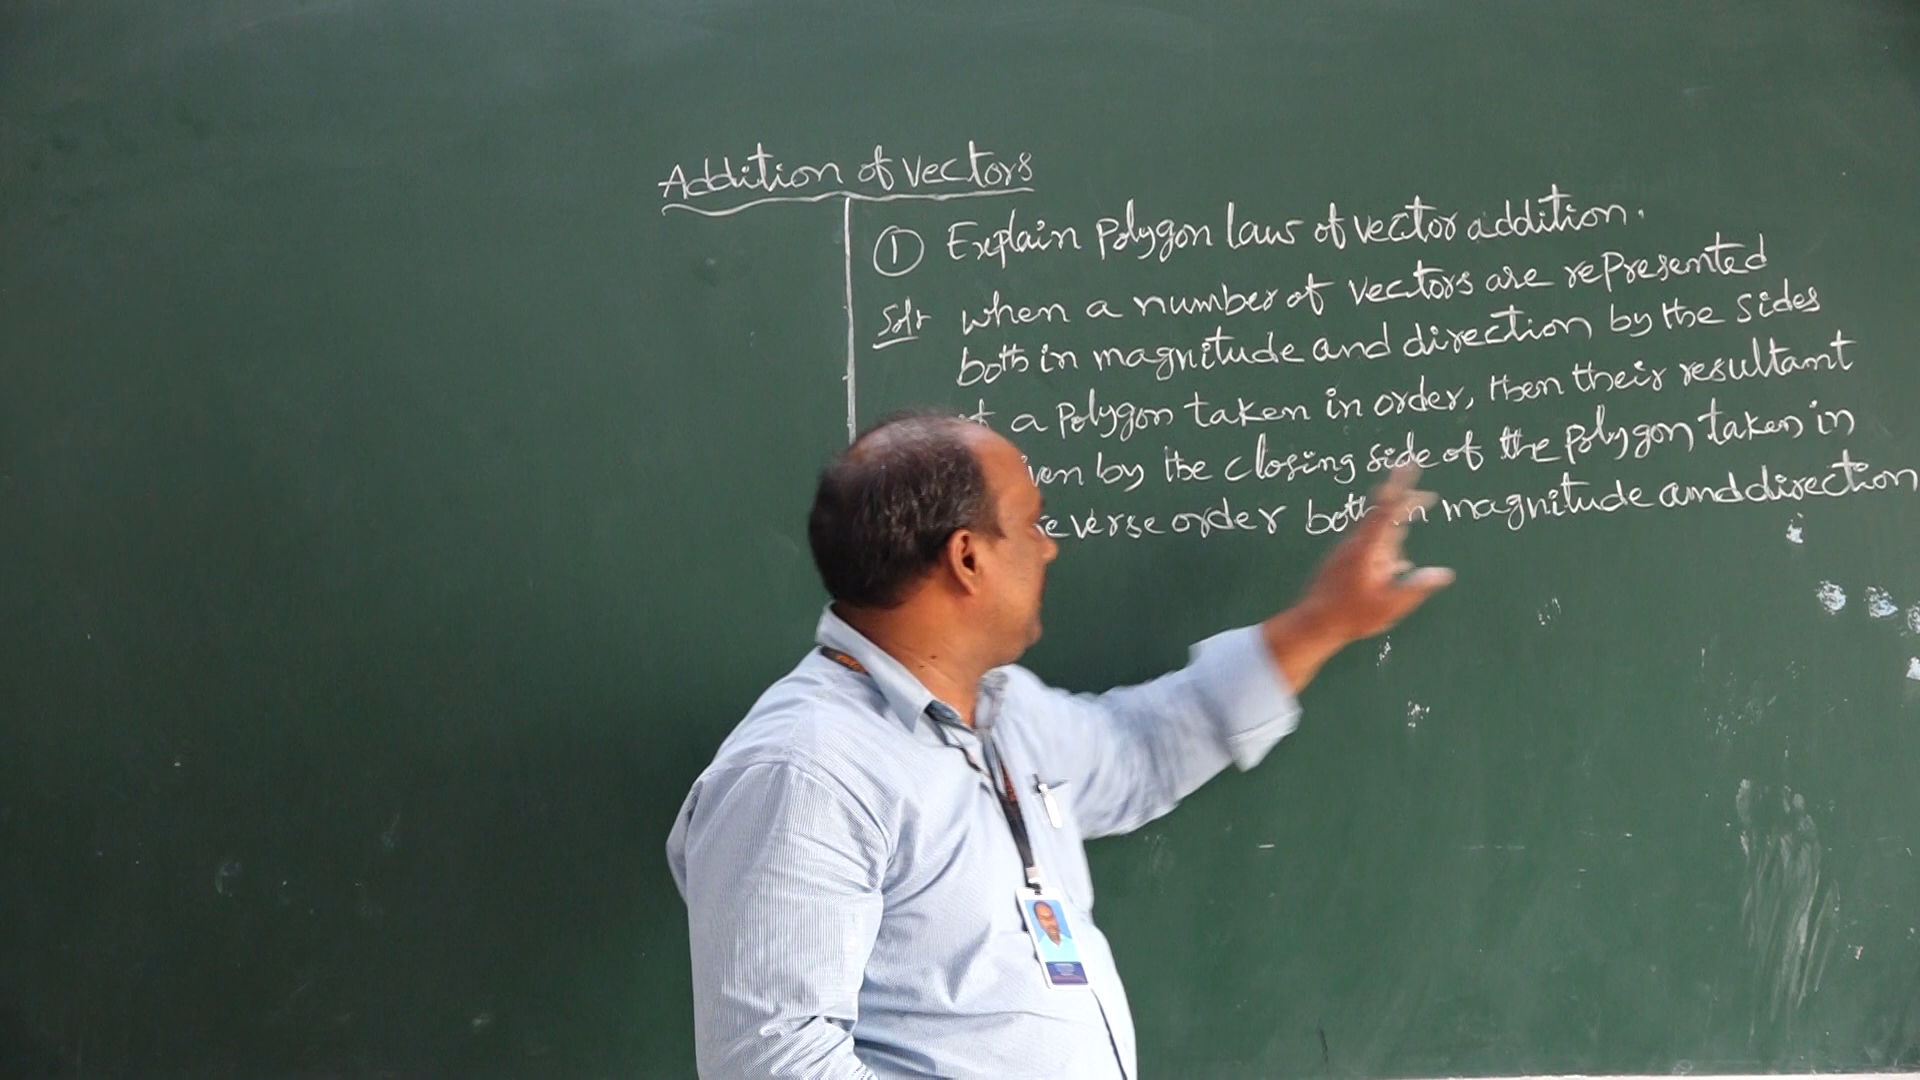 Addition of vectors
① Explain Polygon law of vector addition.
Sol: when a number of vectors are represented
both in magnitude and direction by the sides
a Polygon taken in order, then their resultant
by the closing side of the polygon taken in
order both in magnitude and direction